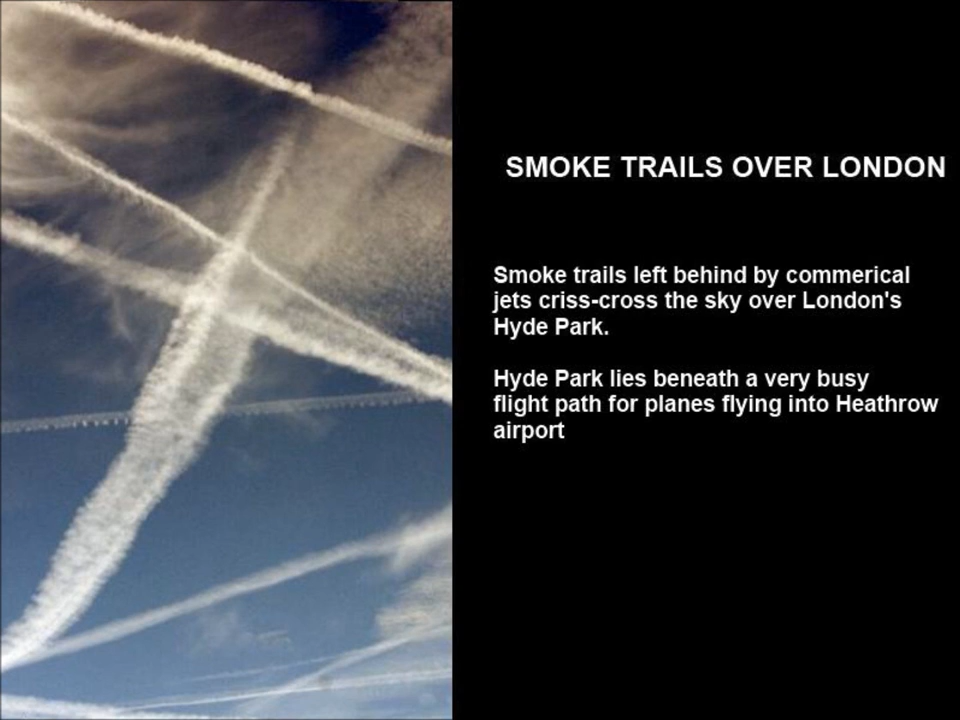 SMOKE TRAILS OVER LONDON
Smoke trails left behind by commerical
jets criss-cross the sky over London's
Hyde Park.
Hyde Park lies beneath a very busy
flight path for planes flying into Heathrow
airport